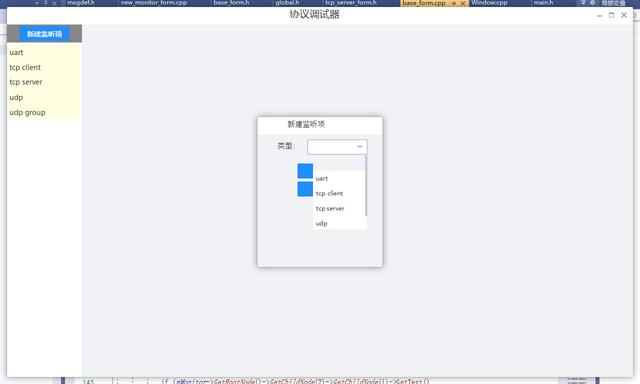 msgdef.h new_monitor_form.cpp base_form.h global.h tcp_server_form.h base_form.cpp Window.cpp main.h 局部变量
协议调试器
新建监听项
uart
tcp client
tcp server
udp
udp group
新建监听项
类型:
uart
tcp client
tcp server
udp
143 if (mMonitor->GetRootNode()->GetChildNode(2)->GetChildNode(i)->GetText()